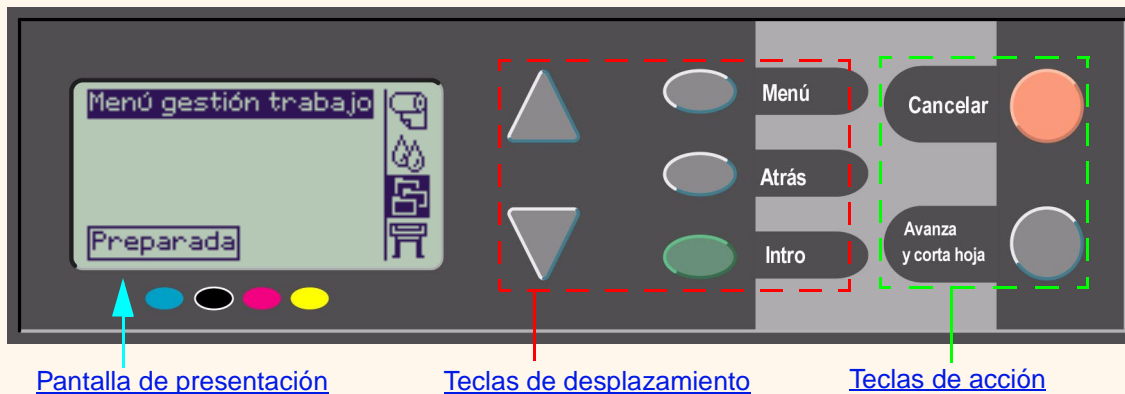 Menú gestión trabajo
Preparada
Menú
Atrás
Intro
Cancelar
Avanza
y corta hoja
Pantalla de presentación
Teclas de desplazamiento
Teclas de acción